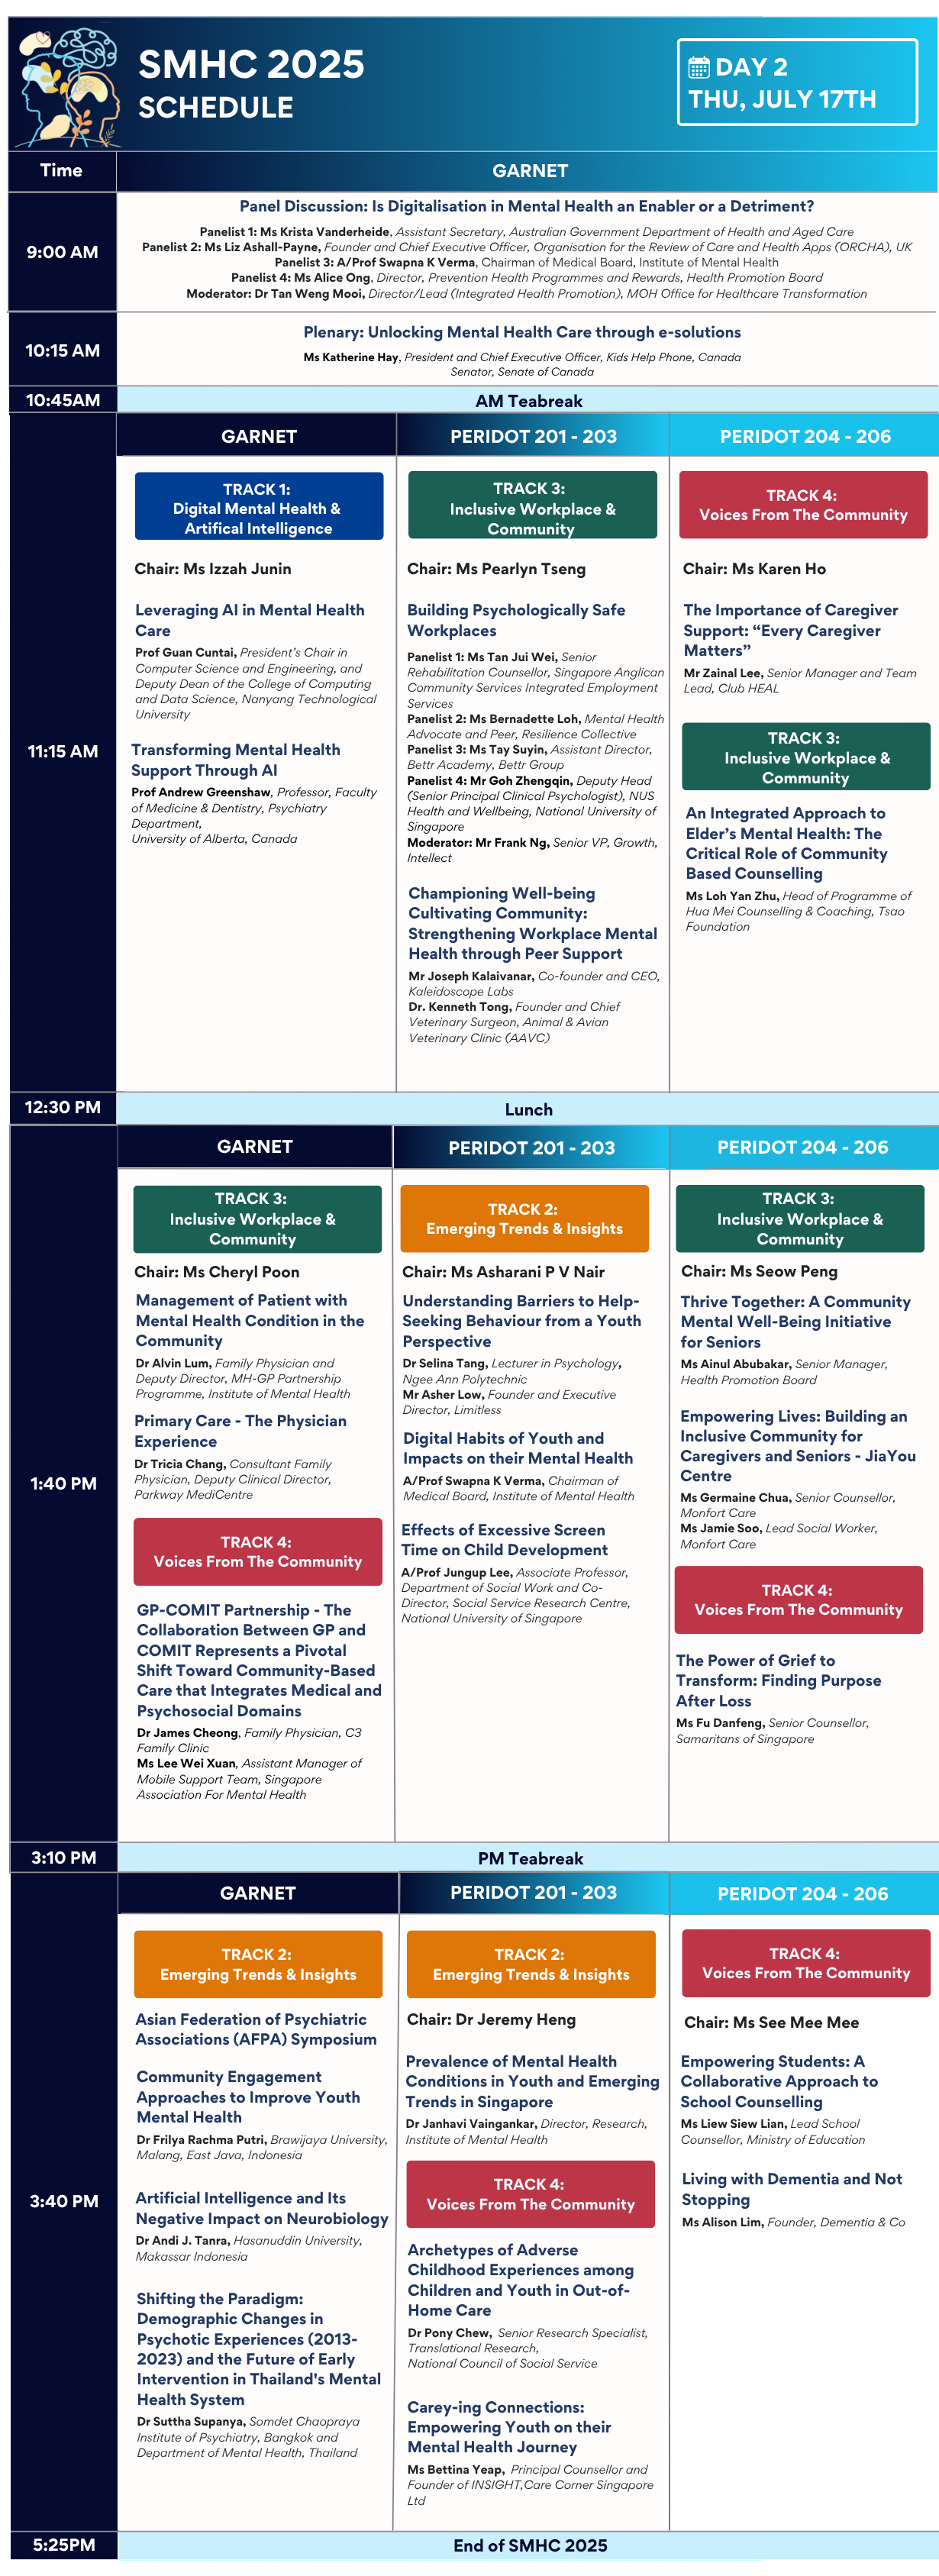 SMHC 2025
SCHEDULE
DAY 2
THU, JULY 17TH
Time
GARNET
9:00 AM
Panel Discussion: Is Digitalisation in Mental Health an Enabler or a Detriment?
Panelist 1: Ms Krista Vanderheide, Assistant Secretary, Australian Government Department of Health and Aged Care
Panelist 2: Ms Liz Ashall-Payne, Founder and Chief Executive Officer, Organisation for the Review of Care and Health Apps (ORCHA), UK
Panelist 3: A/Prof Swapna K Verma, Chairman of Medical Board, Institute of Mental Health
Panelist 4: Ms Alice Ong, Director, Prevention Health Programmes and Rewards, Health Promotion Board
Moderator: Dr Tan Weng Mooi, Director/Lead (Integrated Health Promotion), MOH Office for Healthcare Transformation
10:15 AM
Plenary: Unlocking Mental Health Care through e-solutions
Ms Katherine Hay, President and Chief Executive Officer, Kids Help Phone, Canada
Senator, Senate of Canada
10:45AM
AM Teabreak
11:15 AM
GARNET
TRACK 1:
Digital Mental Health &
Artifical Intelligence
Chair: Ms Izzah Junin
Leveraging AI in Mental Health
Care
Prof Guan Cuntai, President's Chair in
Computer Science and Engineering, and
Deputy Dean of the College of Computing
and Data Science, Nanyang Technological
University
Transforming Mental Health
Support Through AI
Prof Andrew Greenshaw, Professor, Faculty
of Medicine & Dentistry, Psychiatry
Department,
University of Alberta, Canada
PERIDOT 201 - 203
TRACK 3:
Inclusive Workplace &
Community
Chair: Ms Pearlyn Tseng
Building Psychologically Safe
Workplaces
Panelist 1: Ms Tan Jui Wei, Senior
Rehabilitation Counsellor, Singapore Anglican
Community Services Integrated Employment
Services
Panelist 2: Ms Bernadette Loh, Mental Health
Advocate and Peer, Resilience Collective
Panelist 3: Ms Tay Suyin, Assistant Director,
Bettr Academy, Bettr Group
Panelist 4: Mr Goh Zhengqin, Deputy Head
(Senior Principal Clinical Psychologist), NUS
Health and Wellbeing, National University of
Singapore
Moderator: Mr Frank Ng, Senior VP, Growth,
Intellect
Championing Well-being
Cultivating Community:
Strengthening Workplace Mental
Health through Peer Support
Mr Joseph Kalaivanar, Co-founder and CEO,
Kaleidoscope Labs
Dr. Kenneth Tong, Founder and Chief
Veterinary Surgeon, Animal & Avian
Veterinary Clinic (AAVC)
PERIDOT 204 - 206
TRACK 4:
Voices From The Community
Chair: Ms Karen Ho
The Importance of Caregiver
Support: “Every Caregiver
Matters”
Mr Zainal Lee, Senior Manager and Team
Lead, Club HEAL
TRACK 3:
Inclusive Workplace &
Community
An Integrated Approach to
Elder's Mental Health: The
Critical Role of Community
Based Counselling
Ms Loh Yan Zhu, Head of Programme of
Hua Mei Counselling & Coaching, Tsao
Foundation
12:30 PM
Lunch
1:40 PM
GARNET
TRACK 3:
Inclusive Workplace &
Community
Chair: Ms Cheryl Poon
Management of Patient with
Mental Health Condition in the
Community
Dr Alvin Lum, Family Physician and
Deputy Director, MH-GP Partnership
Programme, Institute of Mental Health
Primary Care - The Physician
Experience
Dr Tricia Chang, Consultant Family
Physician, Deputy Clinical Director,
Parkway MediCentre
TRACK 4:
Voices From The Community
GP-COMIT Partnership - The
Collaboration Between GP and
COMIT Represents a Pivotal
Shift Toward Community-Based
Care that Integrates Medical and
Psychosocial Domains
Dr James Cheong, Family Physician, C3
Family Clinic
Ms Lee Wei Xuan, Assistant Manager of
Mobile Support Team, Singapore
Association For Mental Health
PERIDOT 201 - 203
TRACK 2:
Emerging Trends & Insights
Chair: Ms Asharani P V Nair
Understanding Barriers to Help-
Seeking Behaviour from a Youth
Perspective
Dr Selina Tang, Lecturer in Psychology,
Ngee Ann Polytechnic
Mr Asher Low, Founder and Executive
Director, Limitless
Digital Habits of Youth and
Impacts on their Mental Health
A/Prof Swapna K Verma, Chairman of
Medical Board, Institute of Mental Health
Effects of Excessive Screen
Time on Child Development
A/Prof Jungup Lee, Associate Professor,
Department of Social Work and Co-
Director, Social Service Research Centre,
National University of Singapore
PERIDOT 204 - 206
TRACK 3:
Inclusive Workplace &
Community
Chair: Ms Seow Peng
Thrive Together: A Community
Mental Well-Being Initiative
for Seniors
Ms Ainul Abubakar, Senior Manager,
Health Promotion Board
Empowering Lives: Building an
Inclusive Community for
Caregivers and Seniors - JiaYou
Centre
Ms Germaine Chua, Senior Counsellor,
Monfort Care
Ms Jamie Soo, Lead Social Worker,
Monfort Care
TRACK 4:
Voices From The Community
The Power of Grief to
Transform: Finding Purpose
After Loss
Ms Fu Danfeng, Senior Counsellor,
Samaritans of Singapore
3:10 PM
PM Teabreak
3:40 PM
GARNET
TRACK 2:
Emerging Trends & Insights
Asian Federation of Psychiatric
Associations (AFPA) Symposium
Community Engagement
Approaches to Improve Youth
Mental Health
Dr Frilya Rachma Putri, Brawijaya University,
Malang, East Java, Indonesia
Artificial Intelligence and Its
Negative Impact on Neurobiology
Dr Andi J. Tanra, Hasanuddin University,
Makassar Indonesia
Shifting the Paradigm:
Demographic Changes in
Psychotic Experiences (2013-
2023) and the Future of Early
Intervention in Thailand's Mental
Health System
Dr Suttha Supanya, Somdet Chaopraya
Institute of Psychiatry, Bangkok and
Department of Mental Health, Thailand
PERIDOT 201 - 203
TRACK 2:
Emerging Trends & Insights
Chair: Dr Jeremy Heng
Prevalence of Mental Health
Conditions in Youth and Emerging
Trends in Singapore
Dr Janhavi Vaingankar, Director, Research,
Institute of Mental Health
TRACK 4:
Voices From The Community
Archetypes of Adverse
Childhood Experiences among
Children and Youth in Out-of-
Home Care
Dr Pony Chew, Senior Research Specialist,
Translational Research,
National Council of Social Service
Carey-ing Connections:
Empowering Youth on their
Mental Health Journey
Ms Bettina Yeap, Principal Counsellor and
Founder of INSIGHT,Care Corner Singapore
Ltd
PERIDOT 204 - 206
TRACK 4:
Voices From The Community
Chair: Ms See Mee Mee
Empowering Students: A
Collaborative Approach to
School Counselling
Ms Liew Siew Lian, Lead School
Counsellor, Ministry of Education
Living with Dementia and Not
Stopping
Ms Alison Lim, Founder, Dementia & Co
5:25PM
End of SMHC 2025